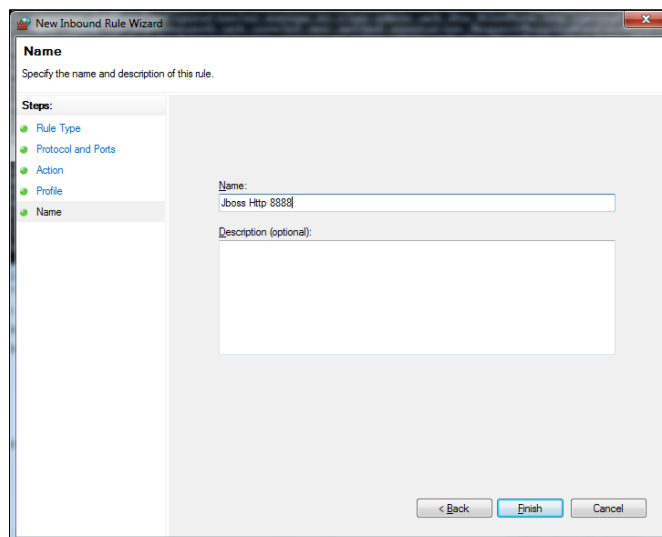 New Inbound Rule Wizard
Name
Specify the name and description of this rule.
Steps:
Rule Type
Protocol and Ports
Action
Profile
Name
Name:
Jboss Http 8888
Description (optional):
< Back
Finish
Cancel